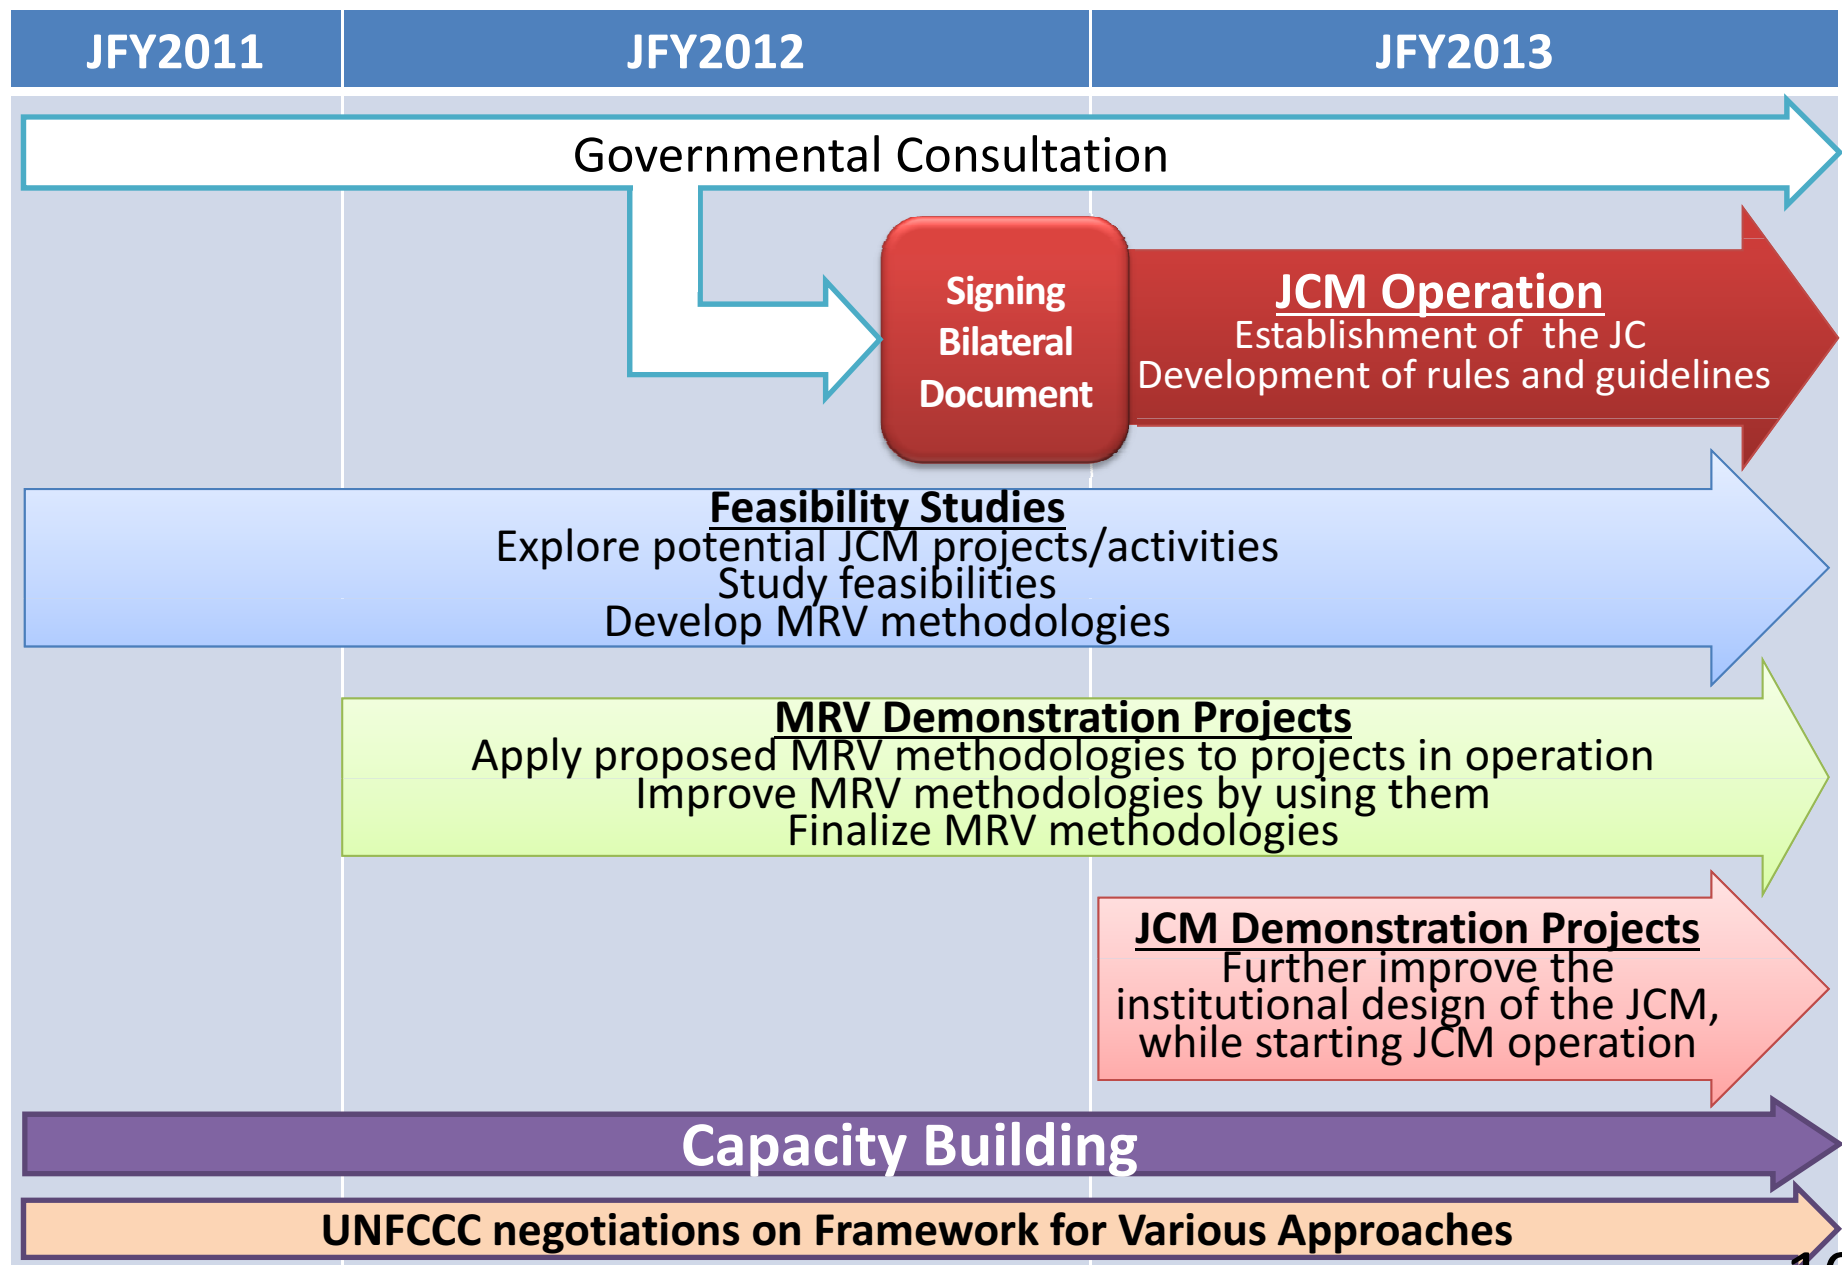 JFY2011 JFY2012 JFY2013
Governmental Consultation
Signing
Bilateral
Document
JCM Operation
Establishment of the JC
Development of rules and guidelines
Feasibility Studies
Explore potential JCM projects/activities
Study feasibilities
Develop MRV methodologies
MRV Demonstration Projects
Apply proposed MRV methodologies to projects in operation
Improve MRV methodologies by using them
Finalize MRV methodologies
JCM Demonstration Projects
Further improve the
institutional design of the JCM,
while starting JCM operation
Capacity Building
UNFCCC negotiations on Framework for Various Approaches